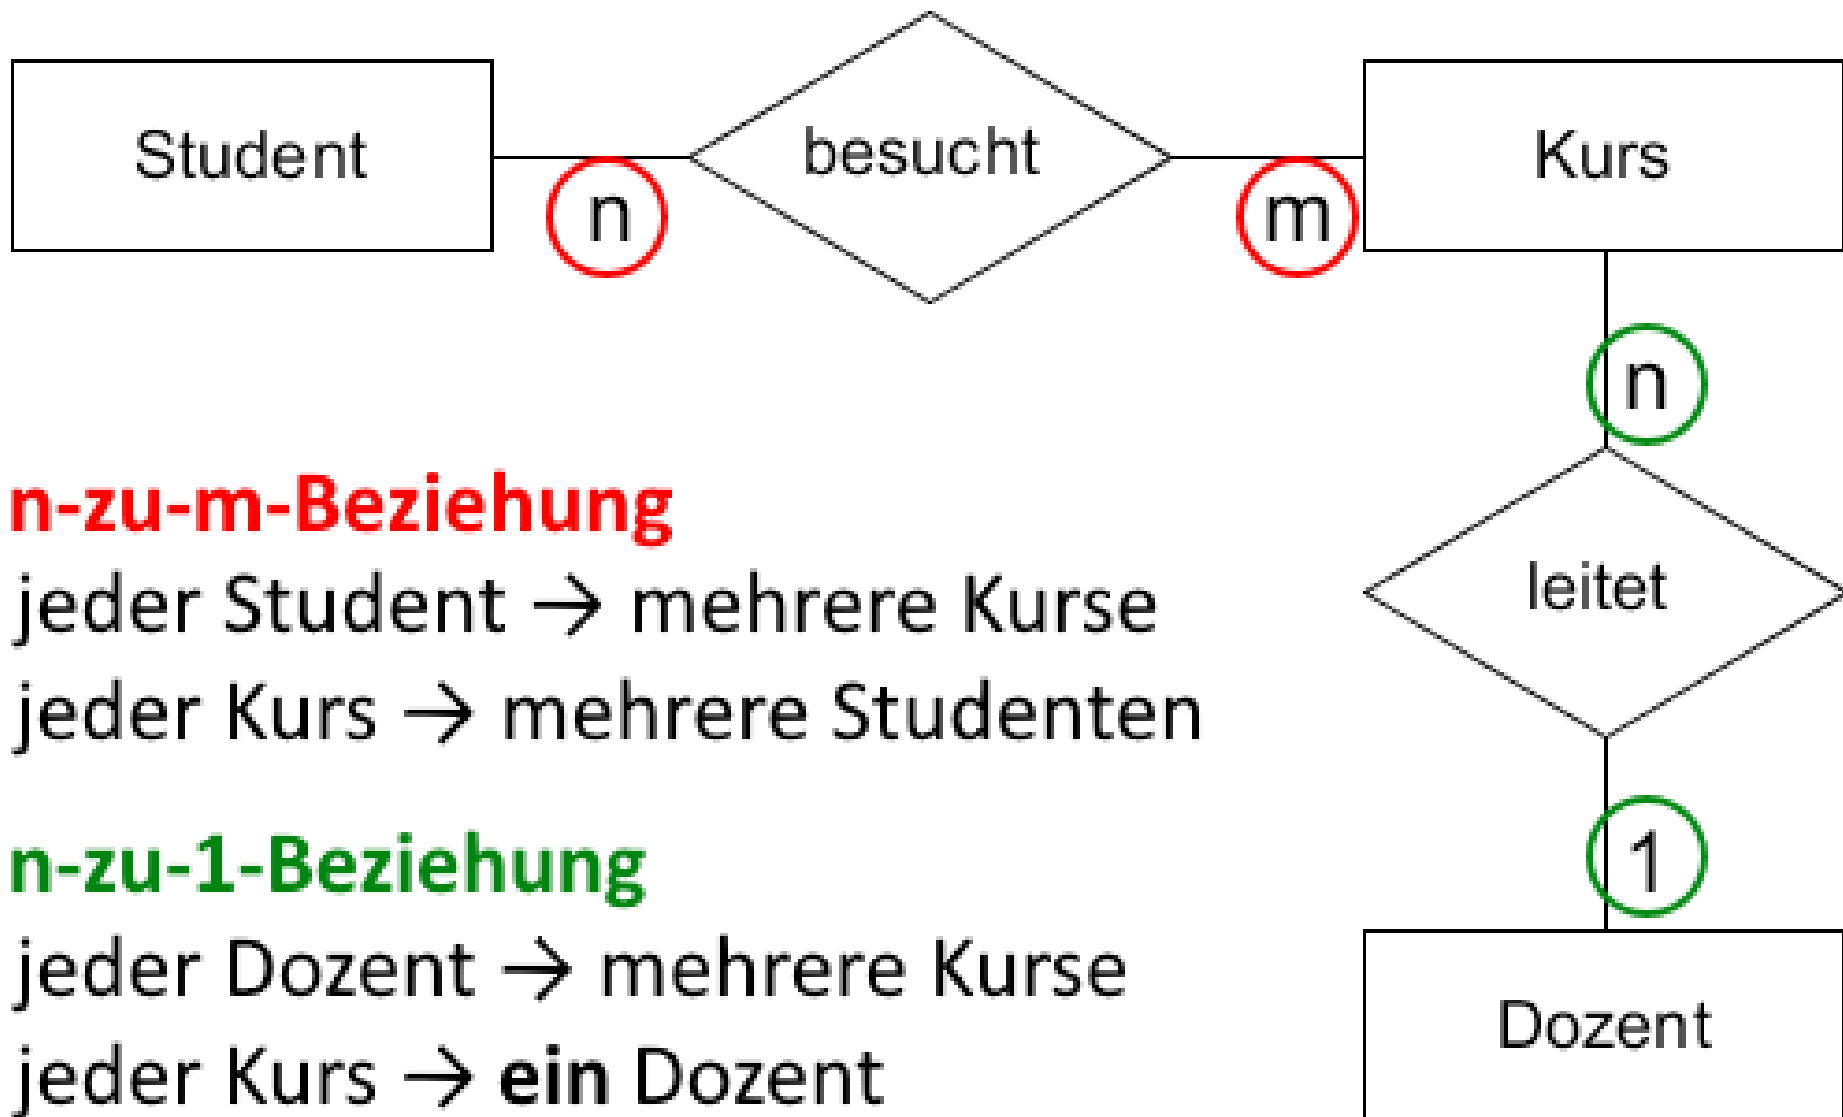 Student
besucht
Kurs
n
m
n
n-zu-m-Beziehung
jeder Student → mehrere Kurse
leitet
jeder Kurs → mehrere Studenten
n-zu-1-Beziehung
1
jeder Dozent → mehrere Kurse
Dozent
jeder Kurs → ein Dozent